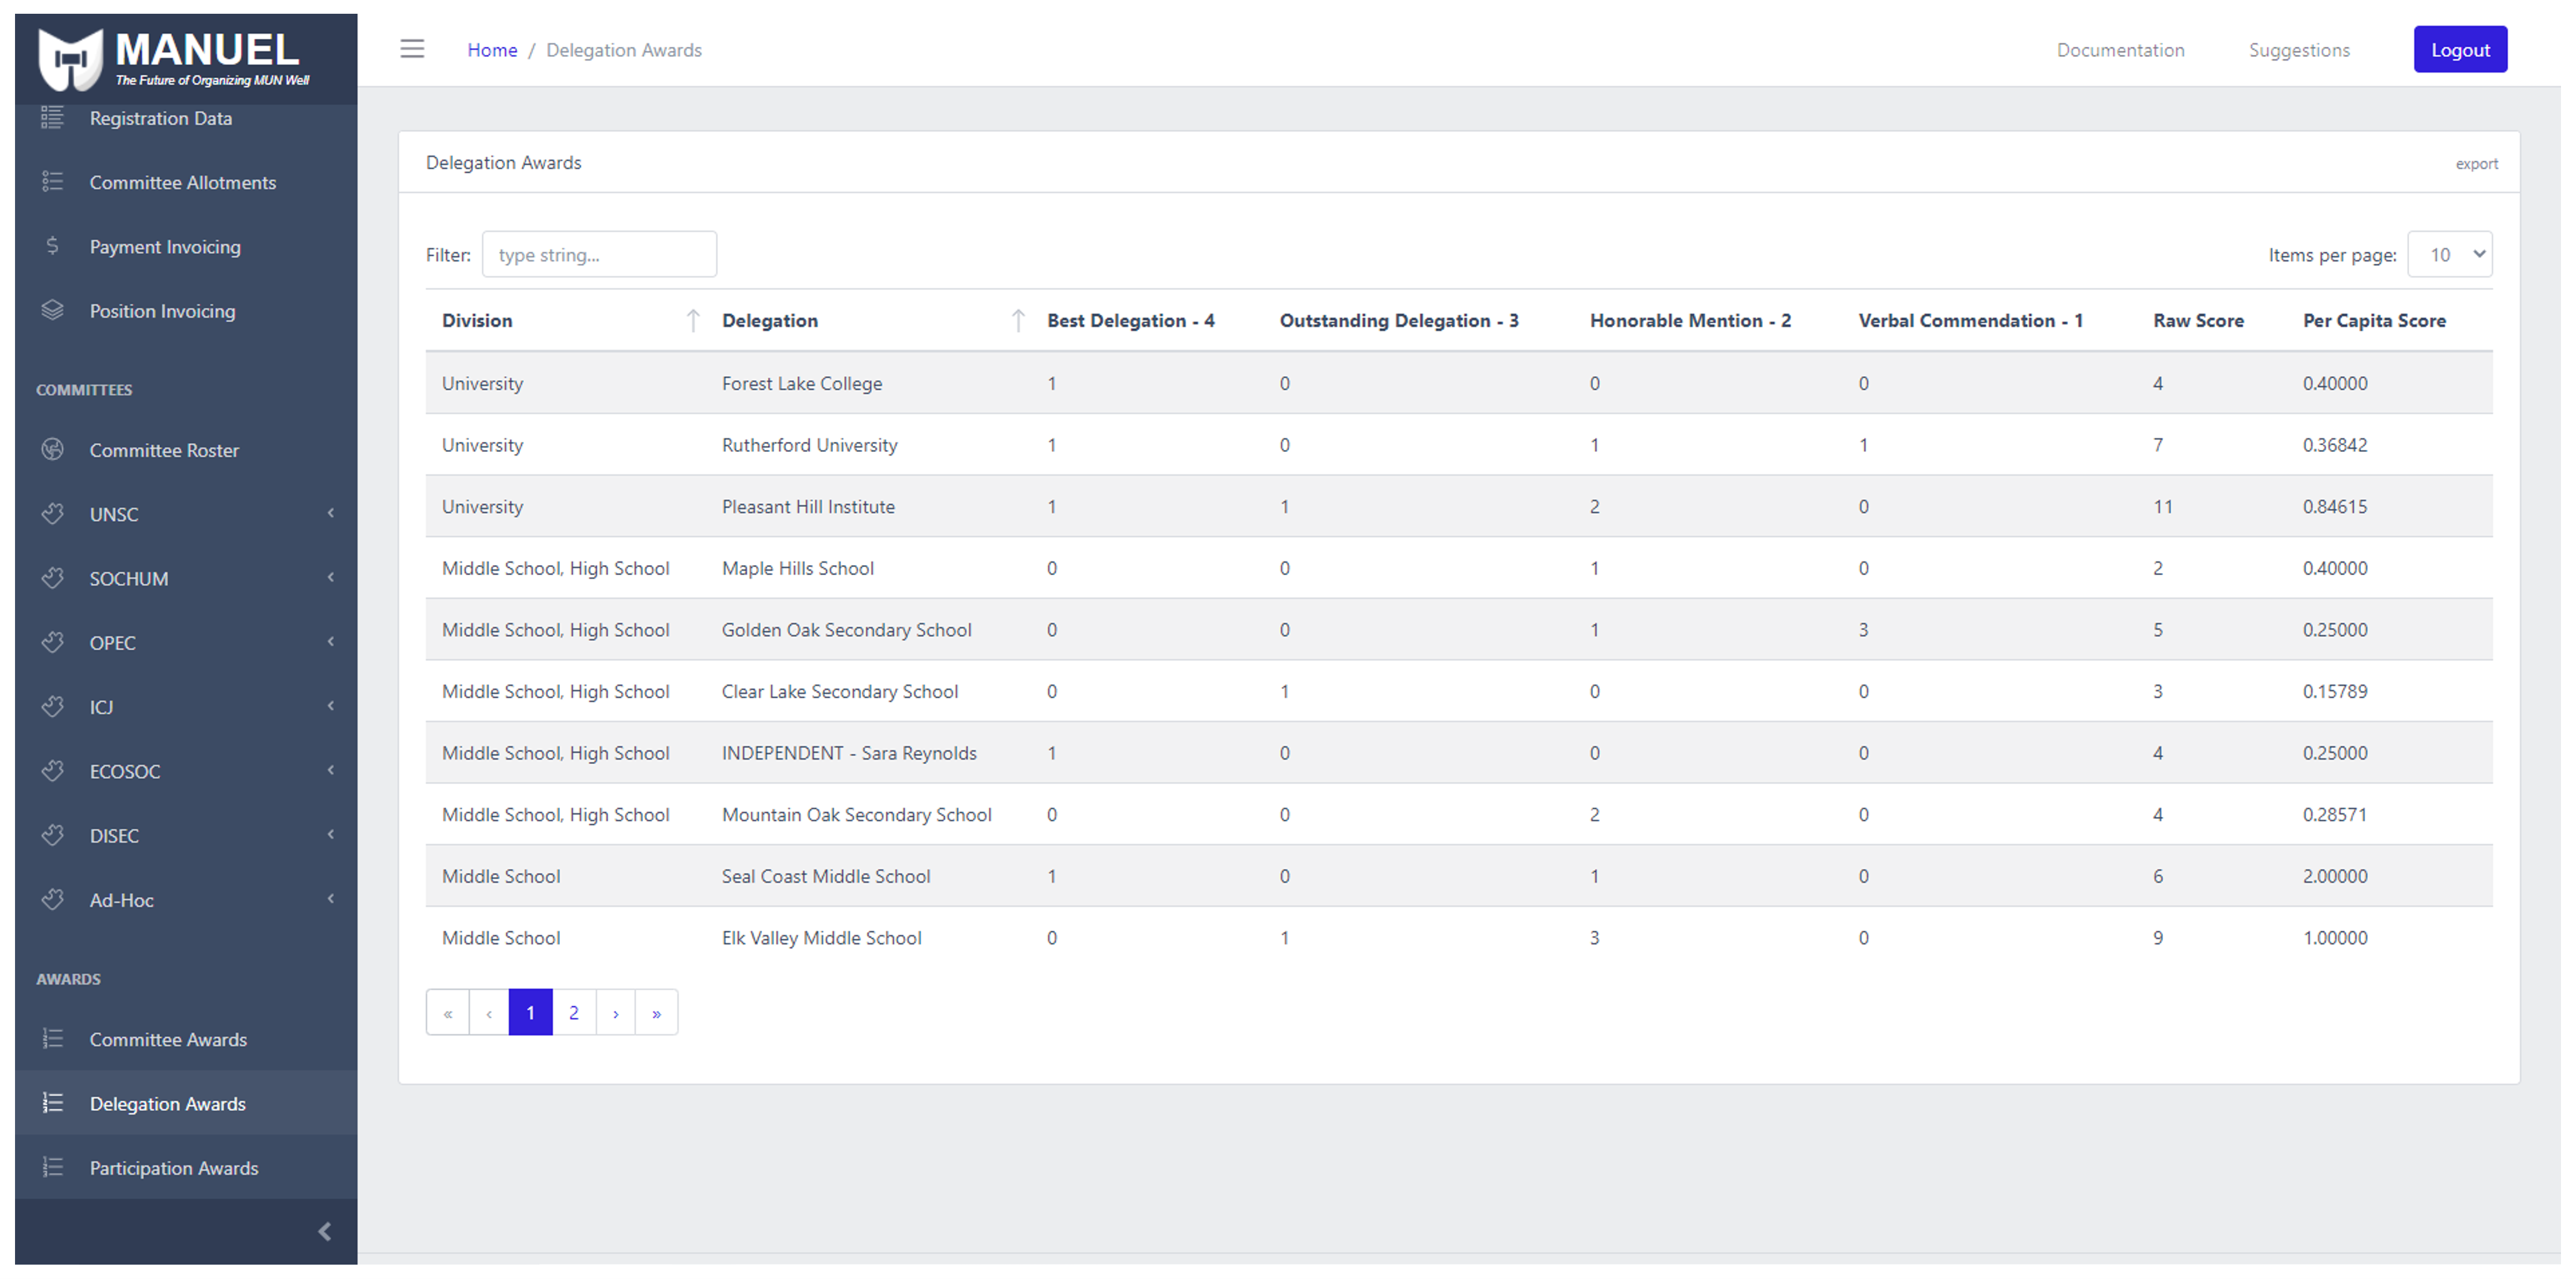 MANUEL
The Future of Organizing MUN Well
Registration Data
Committee Allotments
Payment Invoicing
Position Invoicing
COMMITTEES
Committee Roster
UNSC
SOCHUM
OPEC
ICJ
ECOSOC
DISEC
Ad-Hoc
AWARDS
Committee Awards
Delegation Awards
Participation Awards
Home / Delegation Awards
Documentation Suggestions Logout
Delegation Awards export
Filter: type string... Items per page: 10
Division Delegation Best Delegation - 4 Outstanding Delegation - 3 Honorable Mention - 2 Verbal Commendation - 1 Raw Score Per Capita Score
University Forest Lake College 1 0 0 0 4 0.40000
University Rutherford University 1 0 1 1 7 0.36842
University Pleasant Hill Institute 1 1 2 0 11 0.84615
Middle School, High School Maple Hills School 0 0 1 0 2 0.40000
Middle School, High School Golden Oak Secondary School 0 0 1 3 5 0.25000
Middle School, High School Clear Lake Secondary School 0 1 0 0 3 0.15789
Middle School, High School INDEPENDENT - Sara Reynolds 1 0 0 0 4 0.25000
Middle School, High School Mountain Oak Secondary School 0 0 2 0 4 0.28571
Middle School Seal Coast Middle School 1 0 1 0 6 2.00000
Middle School Elk Valley Middle School 0 1 3 0 9 1.00000
« ‹ 1 2 › »